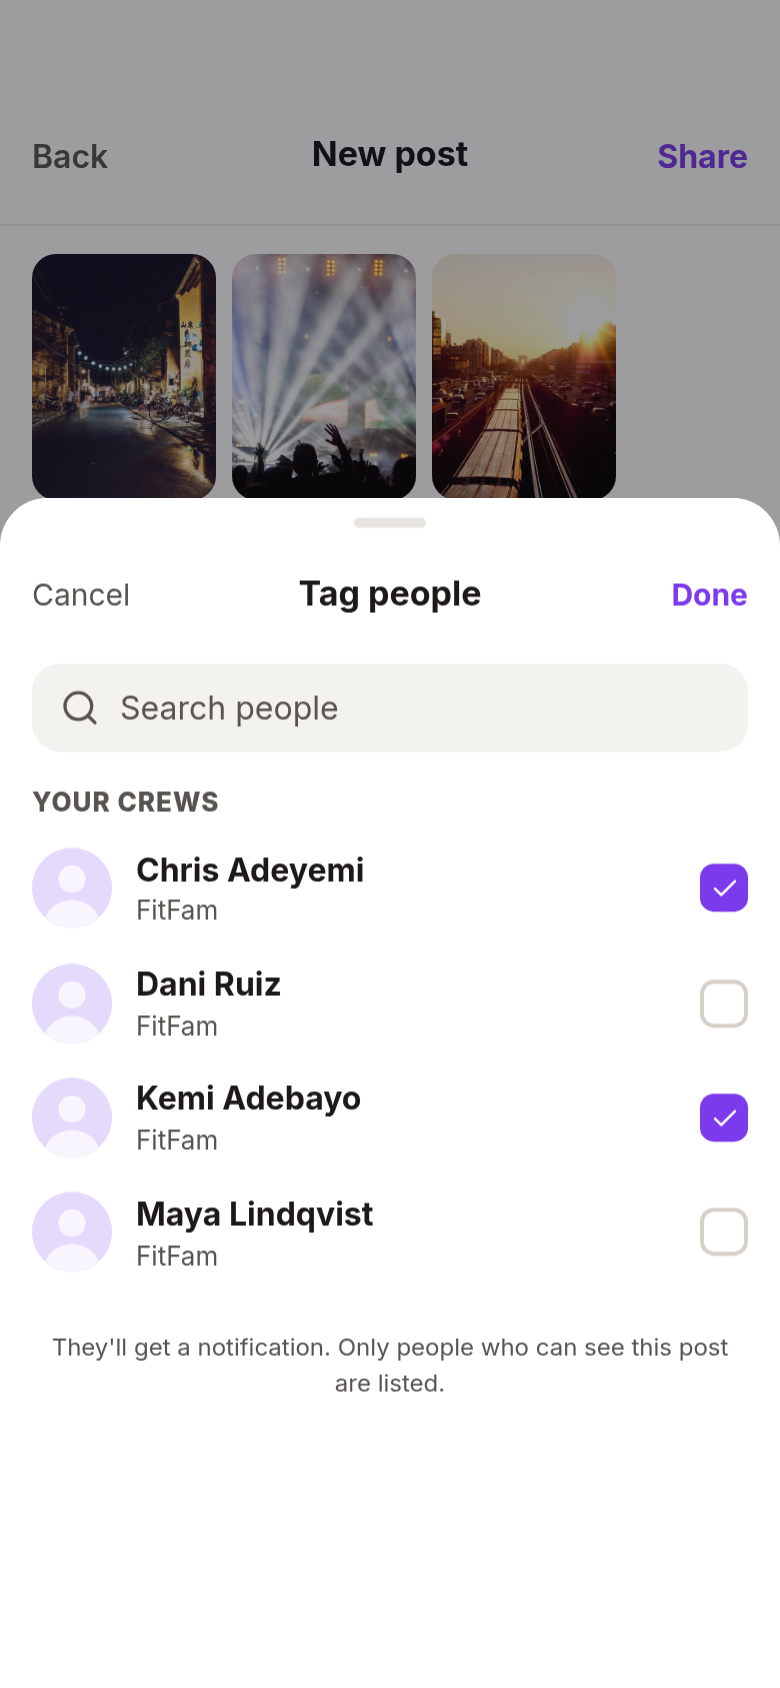 Back
New post
Share
Cancel
Tag people
Done
Search people
YOUR CREWS
Chris Adeyemi
FitFam
Dani Ruiz
FitFam
Kemi Adebayo
FitFam
Maya Lindqvist
FitFam
They'll get a notification. Only people who can see this post
are listed.